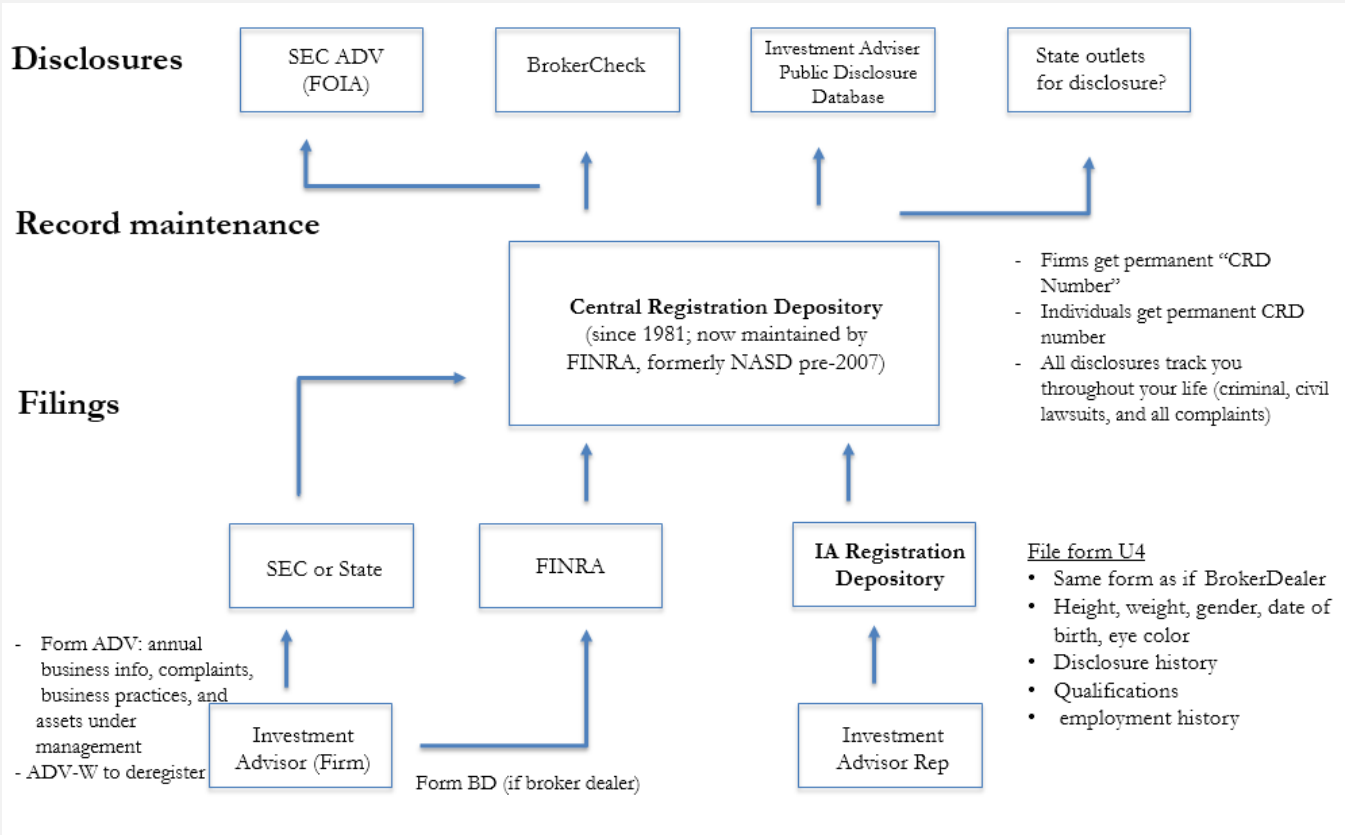 Disclosures
SEC ADV
(FOIA)
BrokerCheck
Investment Adviser
Public Disclosure
Database
State outlets
for disclosure?
Record maintenance
Central Registration Depository
(since 1981; now maintained by
FINRA, formerly NASD pre-2007)
- Firms get permanent “CRD
Number”
- Individuals get permanent CRD
number
- All disclosures track you
throughout your life (criminal, civil
lawsuits, and all complaints)
Filings
SEC or State
FINRA
IA Registration
Depository
File form U4
• Same form as if BrokerDealer
• Height, weight, gender, date of
birth, eye color
• Disclosure history
• Qualifications
• employment history
- Form ADV: annual
business info, complaints,
business practices, and
assets under
management
- ADV-W to deregister
Investment
Advisor (Firm)
Form BD (if broker dealer)
Investment
Advisor Rep